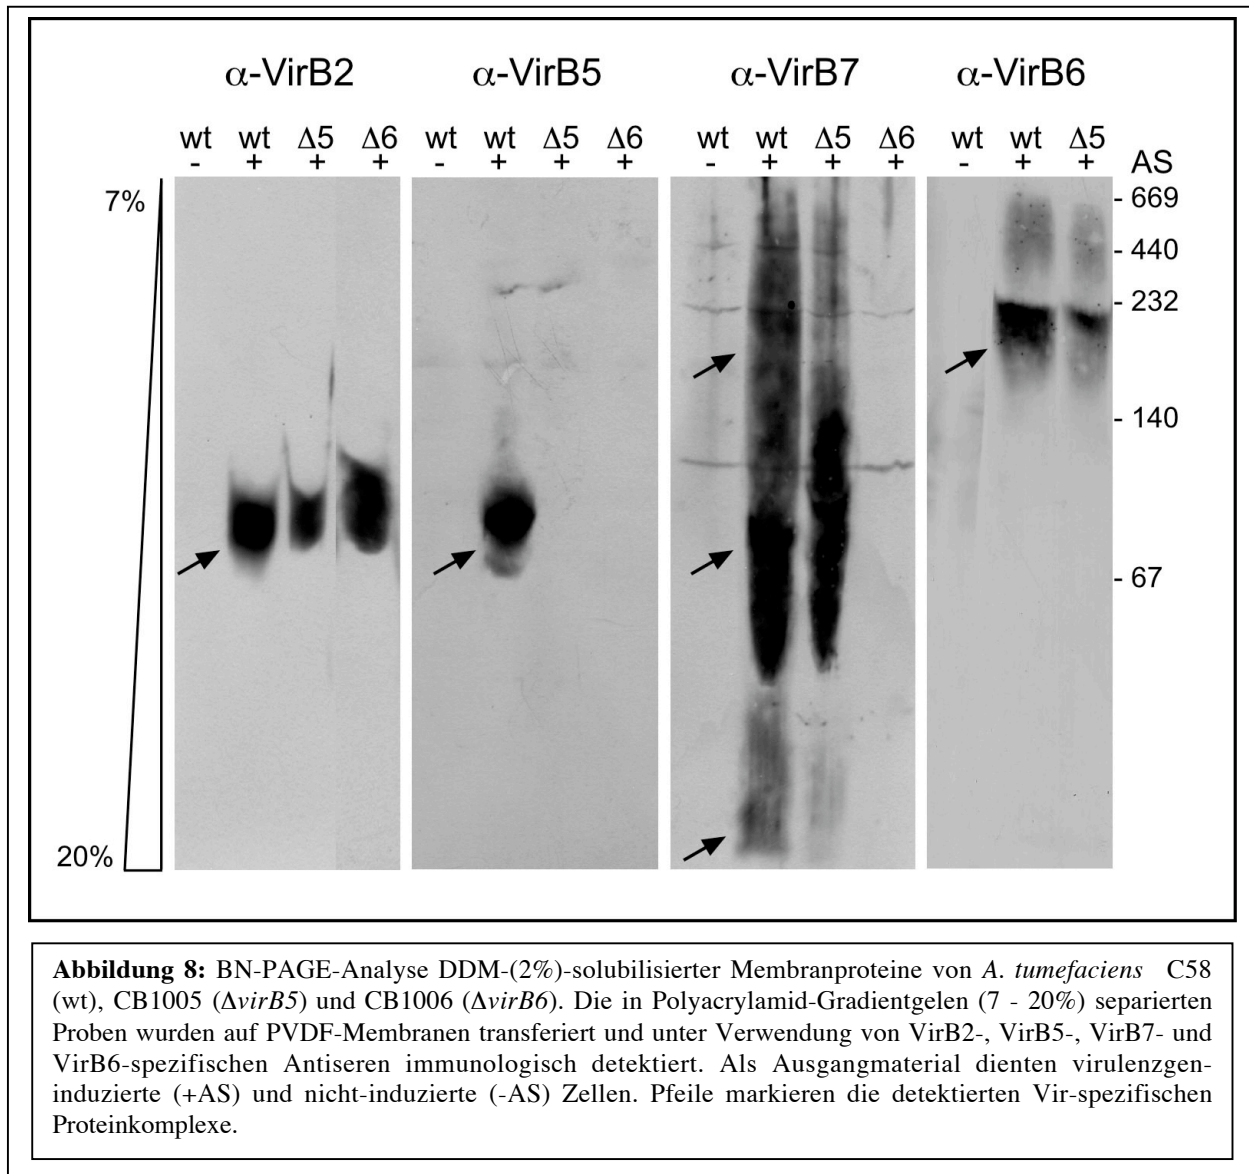 α-VirB2 α-VirB5 α-VirB7 α-VirB6
wt wt Δ5 Δ6 wt wt Δ5 Δ6 wt wt Δ5 Δ6 wt wt Δ5
- + + + - + + + - + + + - + + AS
7%
- 669
- 440
- 232
- 140
- 67
20%
Abbildung 8: BN-PAGE-Analyse DDM-(2%)-solubilisierter Membranproteine von A. tumefaciens C58
(wt), CB1005 (ΔvirB5) und CB1006 (ΔvirB6). Die in Polyacrylamid-Gradientgelen (7 - 20%) separierten
Proben wurden auf PVDF-Membranen transferiert und unter Verwendung von VirB2-, VirB5-, VirB7- und
VirB6-spezifischen Antiseren immunologisch detektiert. Als Ausgangmaterial dienten virulenzgen-
induzierte (+AS) und nicht-induzierte (-AS) Zellen. Pfeile markieren die detektierten Vir-spezifischen
Proteinkomplexe.